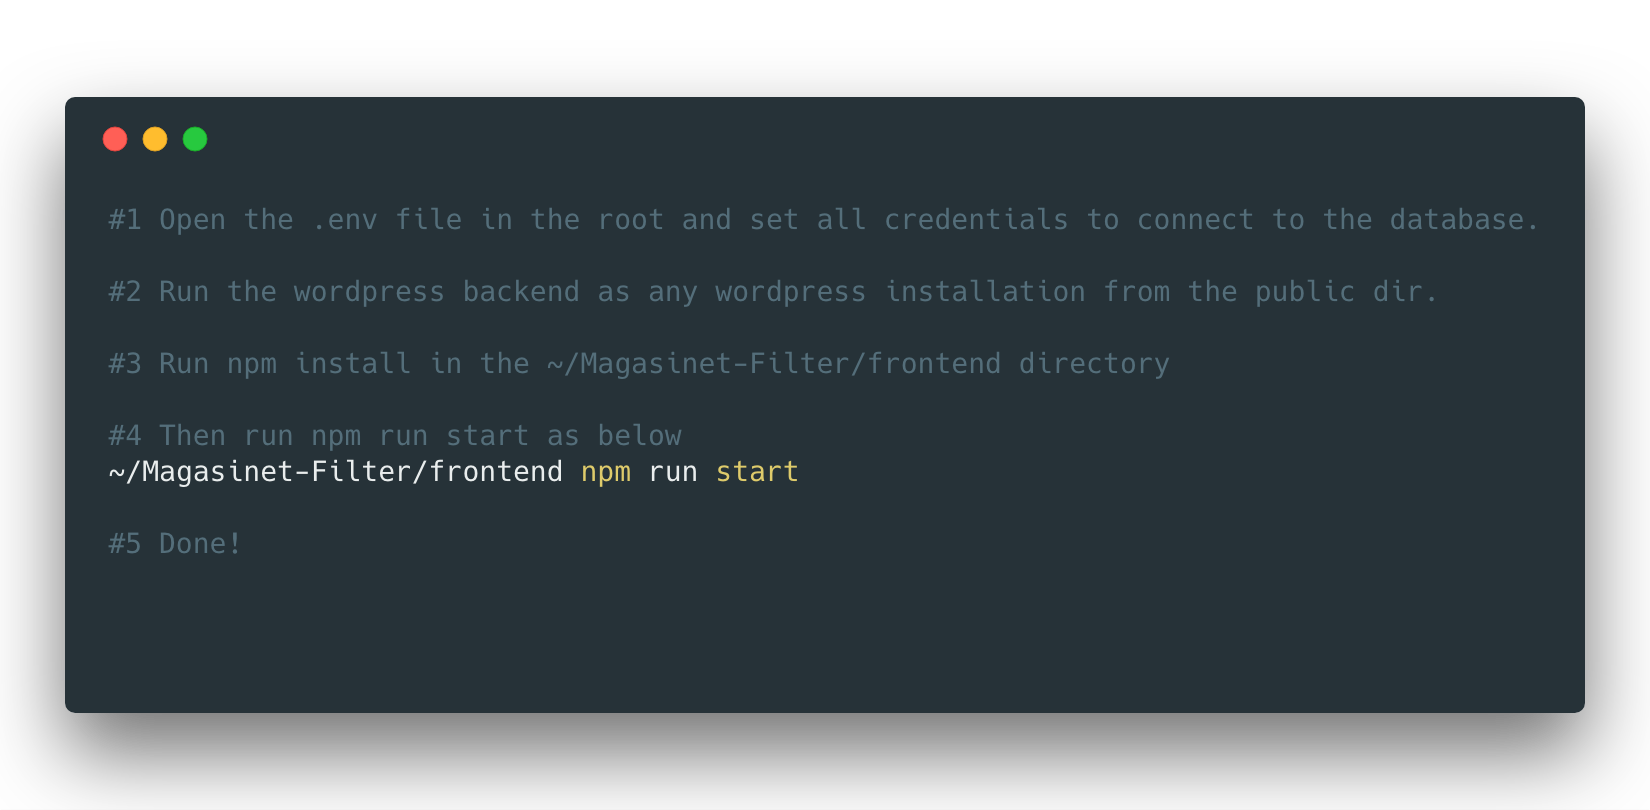 #1 Open the .env file in the root and set all credentials to connect to the database.
#2 Run the wordpress backend as any wordpress installation from the public dir.
#3 Run npm install in the ~/Magasinet-Filter/frontend directory
#4 Then run npm run start as below
~/Magasinet-Filter/frontend npm run start
#5 Done!